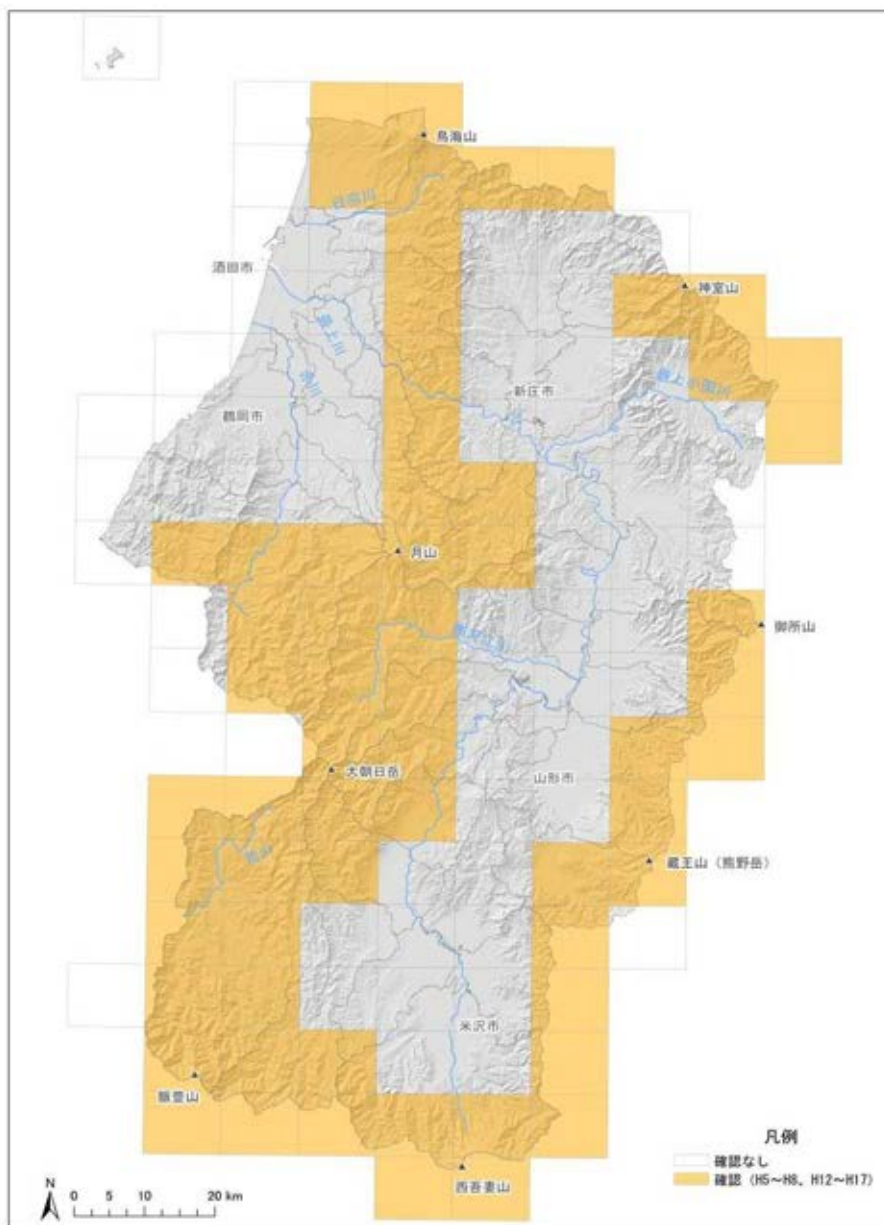 鳥海山
日向川
酒田市
神室山
最上川
最上小国川
新庄市
赤川
鶴岡市
月山
御所山
寒河江川
大朝日岳
山形市
蔵王山（熊野岳）
米沢市
飯豊山
西吾妻山
凡例
確認なし
確認（H5～H8、H12～H17）
N
0 5 10 20 km